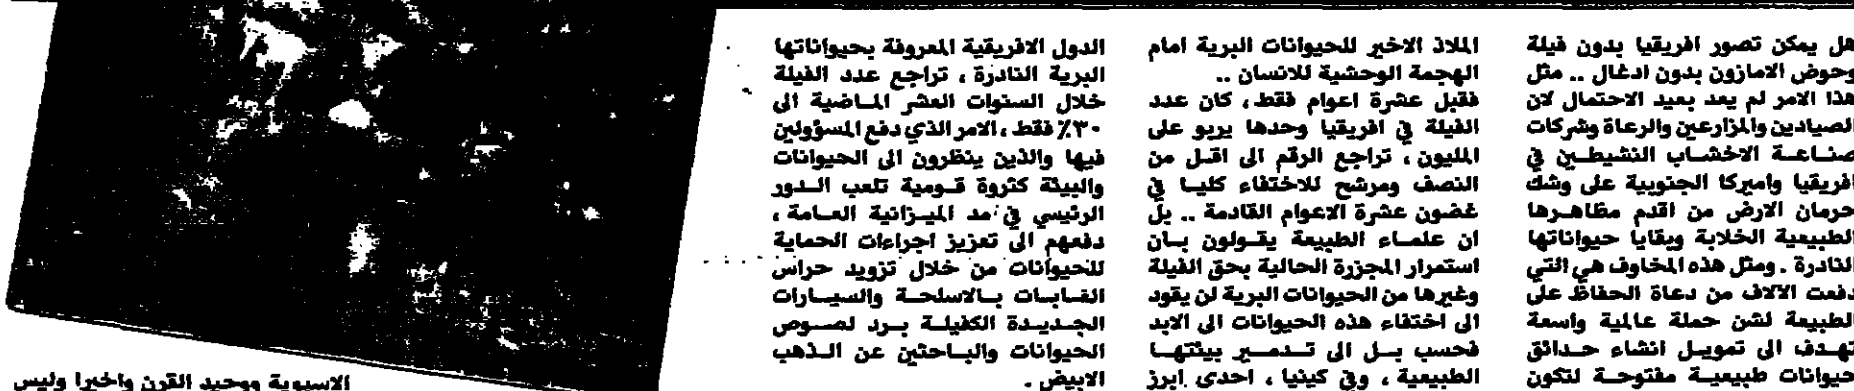 هل يمكن تصور افريقيا بدون فيلة
وحوض الامازون بدون ادغال .. مثل
هذا الامر لم يعد بعيد الاحتمال لان
الصيادين والمزارعين والرعاة وشركات
صناعة الاخشاب النشيطين في
افريقيا واميركا الجنوبية على وشك
حرمان الارض من اقدم مظاهرها
الطبيعية الخلابة وبقايا حيواناتها
النادرة . ومثل هذه المخاوف هي التي
دفعت الآلاف من دعاة الحفاظ على
الطبيعة لشن حملة عالمية واسعة
تهدف الى تمويل انشاء حدائق
حيوانات طبيعية مفتوحة لتكون
الملاذ الاخير للحيوانات البرية امام
الهجمة الوحشية للانسان ..
فقبل عشرة اعوام فقط ، كان عدد
الفيلة في افريقيا وحدها يربو على
المليون ، تراجع الرقم الى اقل من
النصف ومرشح للاختفاء كليا في
غضون عشرة الاعوام القادمة .. بل
ان علماء الطبيعة يقولون بان
استمرار المجزرة الحالية بحق الفيلة
وغيرها من الحيوانات البرية لن يقود
الى اختفاء هذه الحيوانات الى الابد
فحسب بل الى تدمير بيئتها
الطبيعية ، وفي كينيا ، احدى ابرز
الدول الافريقية المعروفة بحيواناتها
البرية النادرة ، تراجع عدد الفيلة
خلال السنوات العشر الماضية الى
٣٠٪ فقط ، الامر الذي دفع المسؤولين
فيها والذين ينظرون الى الحيوانات
والبيئة كثروة قومية تلعب الدور
الرئيسي في مد الميزانية العامة ،
دفعهم الى تعزيز اجراءات الحماية
للحيوانات من خلال تزويد حراس
الغابات بالاسلحة والسيارات
الجديدة الكفيلة برد لصوص
الحيوانات والباحثين عن الذهب
الابيض .
الاسيوية ووحيد القرن واخيرا وليس